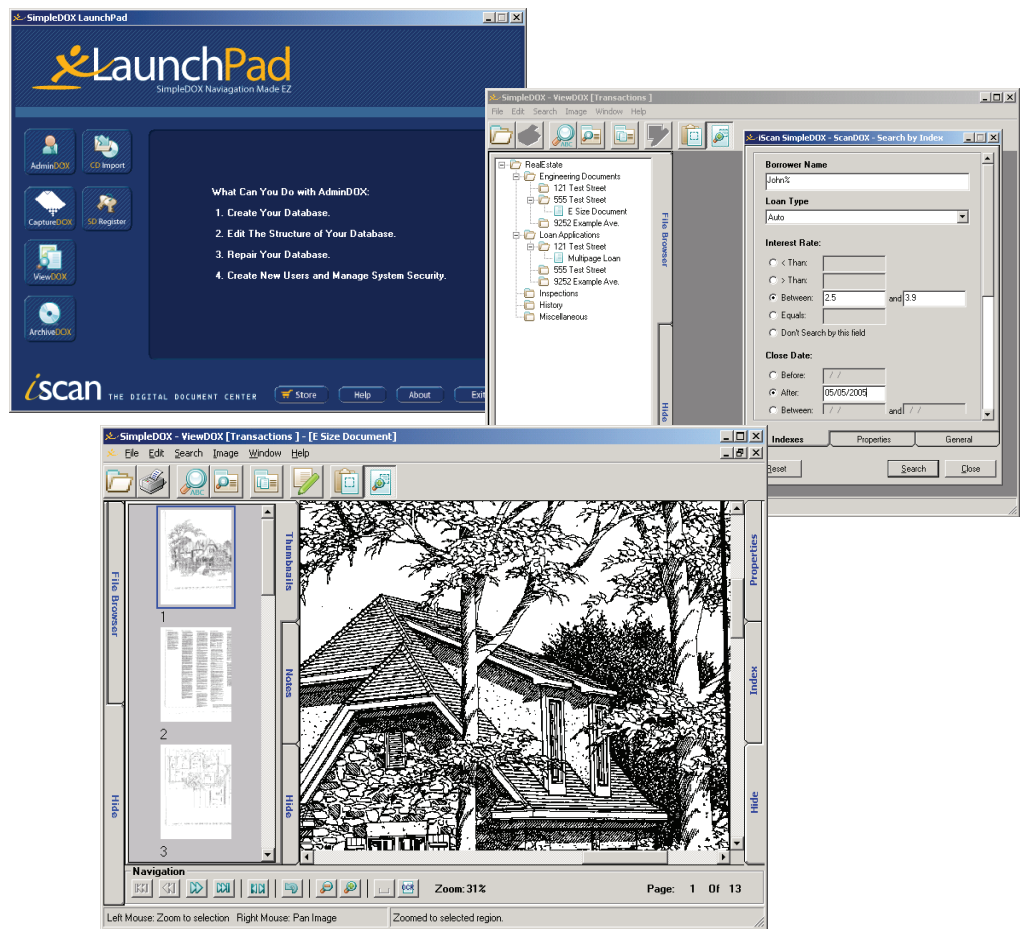 SimpleDOX LaunchPad
LaunchPad
SimpleDOX Naviagation Made EZ
AdminDOX
CD Import
CaptureDOX
SD Register
ViewDOX
ArchiveDOX
What Can You Do with AdminDOX:
1. Create Your Database.
2. Edit The Structure of Your Database.
3. Repair Your Database.
4. Create New Users and Manage System Security.
iscan THE DIGITAL DOCUMENT CENTER
Store
Help
About
Exit
SimpleDOX - ViewDOX [Transactions ]
File Edit Search Image Window Help
ABC
RealEstate
Engineering Documents
121 Test Street
555 Test Street
E Size Document
9252 Example Ave.
Loan Applications
121 Test Street
Multipage Loan
555 Test Street
9252 Example Ave.
Inspections
History
Miscellaneous
File Browser
Hide
iScan SimpleDOX - ScanDOX - Search by Index
Borrower Name
John%
Loan Type
Auto
Interest Rate:
< Than:
> Than:
Between: 2.5 and 3.9
Equals:
Don't Search by this field
Close Date:
Before: / /
After: 05/05/2005
Between: / / and / /
Indexes Properties General
Reset Search Close
SimpleDOX - ViewDOX [Transactions ] - [E Size Document]
File Edit Search Image Window Help
ABC
File Browser
Hide
1
2
3
Thumbnails
Notes
Hide
Properties
Index
Hide
Navigation
OCR
Zoom: 31%
Page: 1 Of 13
Left Mouse: Zoom to selection Right Mouse: Pan Image
Zoomed to selected region.